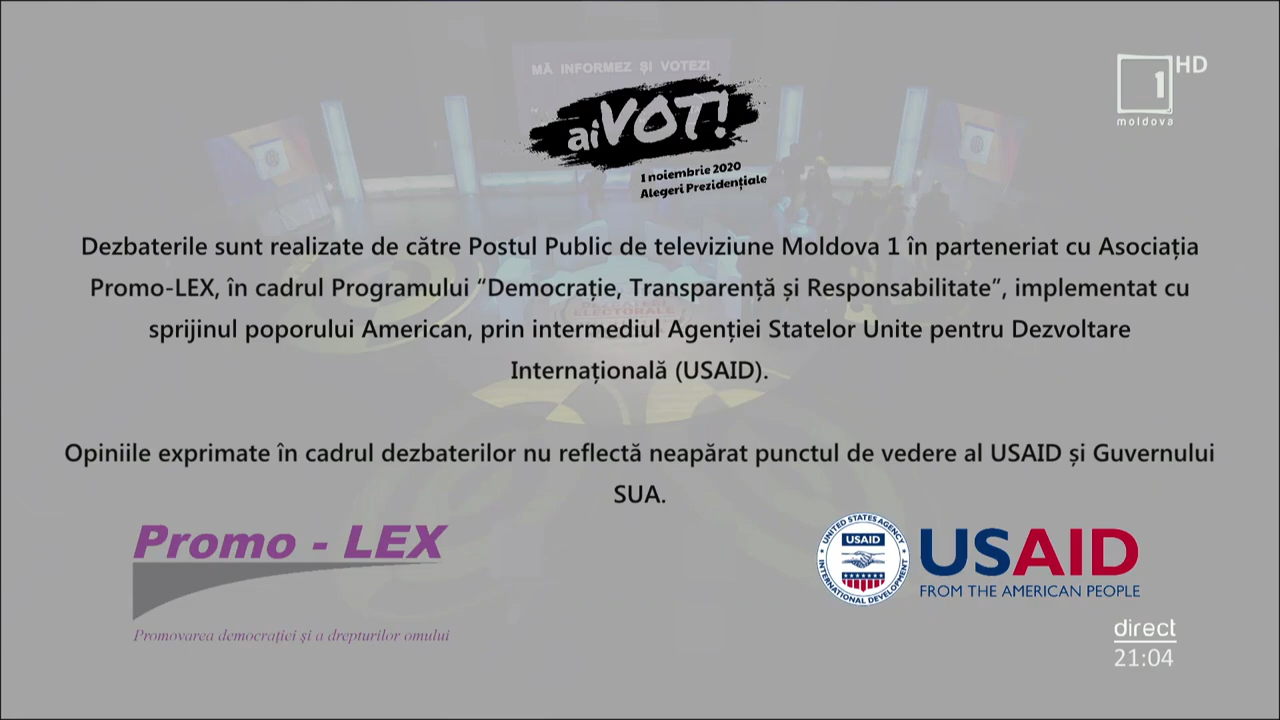 MĂ INFORMEZ ȘI VOTEZ!
1 HD
moldova
aiVOT!
1 noiembrie 2020
Alegeri Prezidențiale
Dezbaterile sunt realizate de către Postul Public de televiziune Moldova 1 în parteneriat cu Asociația
Promo-LEX, în cadrul Programului “Democrație, Transparență și Responsabilitate”, implementat cu
sprijinul poporului American, prin intermediul Agenției Statelor Unite pentru Dezvoltare
Internațională (USAID).
ELECTORALE
Opiniile exprimate în cadrul dezbaterilor nu reflectă neapărat punctul de vedere al USAID și Guvernului
SUA.
Promo - LEX
Promovarea democrației și a drepturilor omului
UNITED STATES AGENCY
USAID
INTERNATIONAL DEVELOPMENT
USAID
FROM THE AMERICAN PEOPLE
direct
21:04